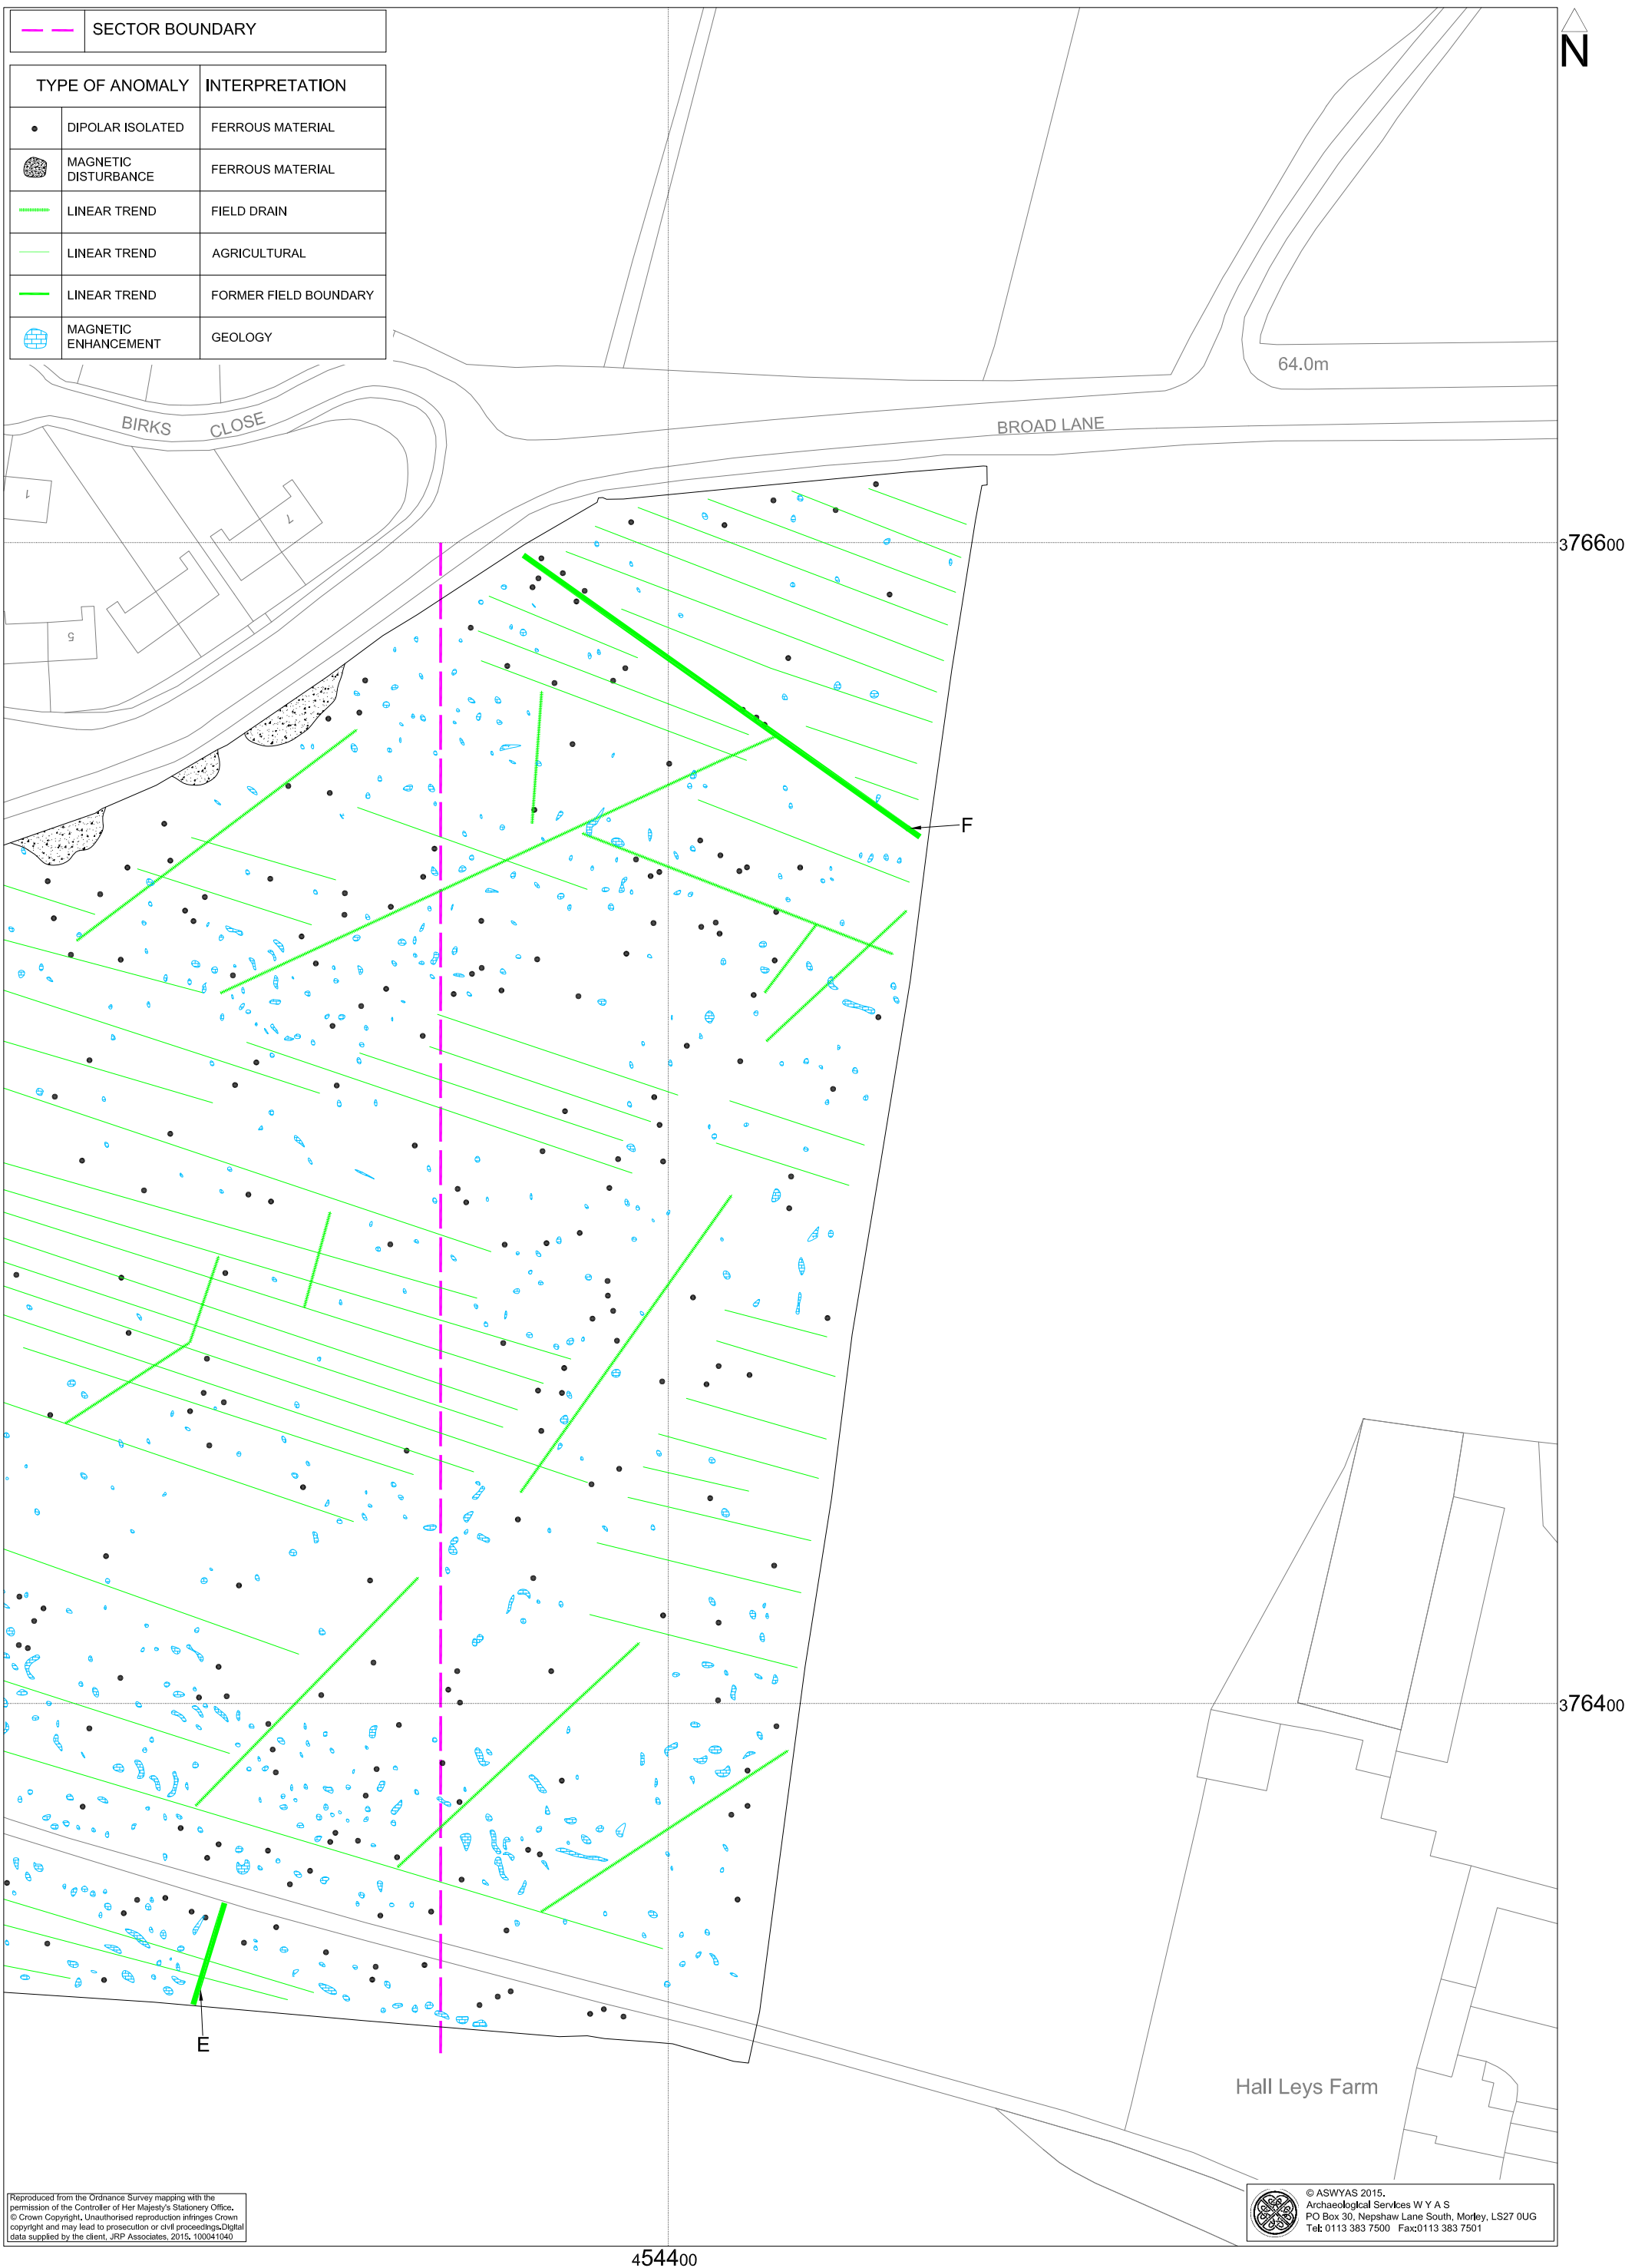 SECTOR BOUNDARY
N
TYPE OF ANOMALY INTERPRETATION
DIPOLAR ISOLATED FERROUS MATERIAL
MAGNETIC
DISTURBANCE FERROUS MATERIAL
LINEAR TREND FIELD DRAIN
LINEAR TREND AGRICULTURAL
LINEAR TREND FORMER FIELD BOUNDARY
MAGNETIC
ENHANCEMENT GEOLOGY
64.0m
BIRKS CLOSE
BROAD LANE
1
7
376600
5
F
376400
E
Hall Leys Farm
Reproduced from the Ordnance Survey mapping with the
permission of the Controller of Her Majesty's Stationery Office.
© Crown Copyright. Unauthorised reproduction infringes Crown
copyright and may lead to prosecution or civil proceedings.Digital
data supplied by the client, JRP Associates, 2015. 100041040
© ASWYAS 2015.
Archaeological Services W Y A S
PO Box 30, Nepshaw Lane South, Morley, LS27 0UG
Tel: 0113 383 7500 Fax:0113 383 7501
454400